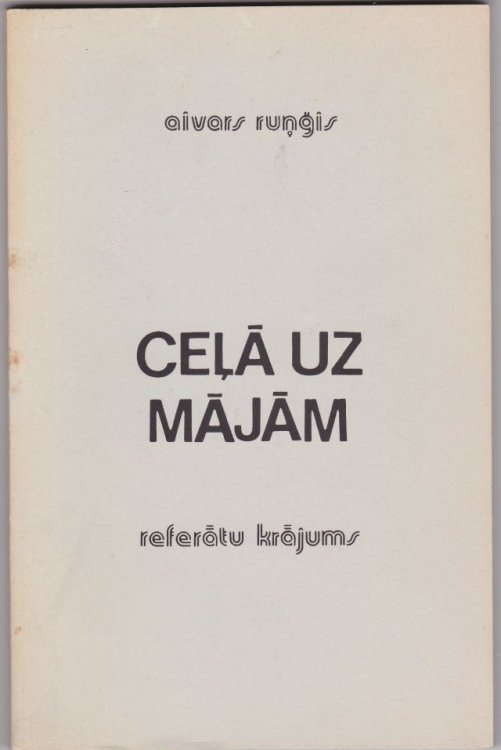 aivars ruņģis
CEĻĀ UZ
MĀJĀM
referātu krājums